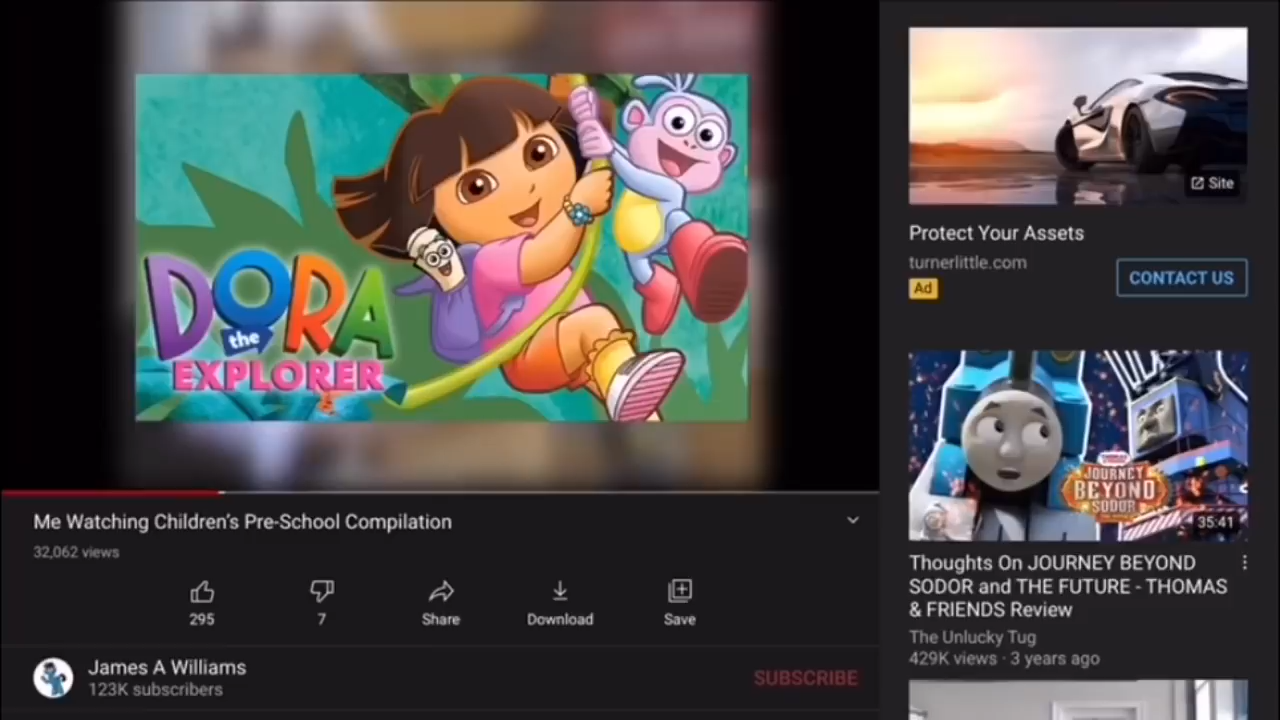 DORA
the
EXPLORER
Me Watching Children's Pre-School Compilation
32,062 views
295
7
Share
Download
Save
James A Williams
123K subscribers
SUBSCRIBE
Site
Protect Your Assets
turnerlittle.com
Ad
CONTACT US
JOURNEY
BEYOND
SODOR
35:41
Thoughts On JOURNEY BEYOND
SODOR and THE FUTURE - THOMAS
& FRIENDS Review
The Unlucky Tug
429K views · 3 years ago